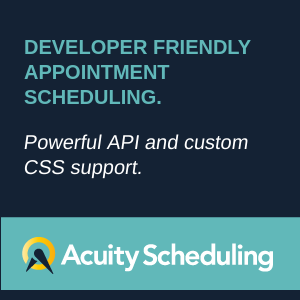 DEVELOPER FRIENDLY
APPOINTMENT
SCHEDULING.
Powerful API and custom
CSS support.
Acuity Scheduling